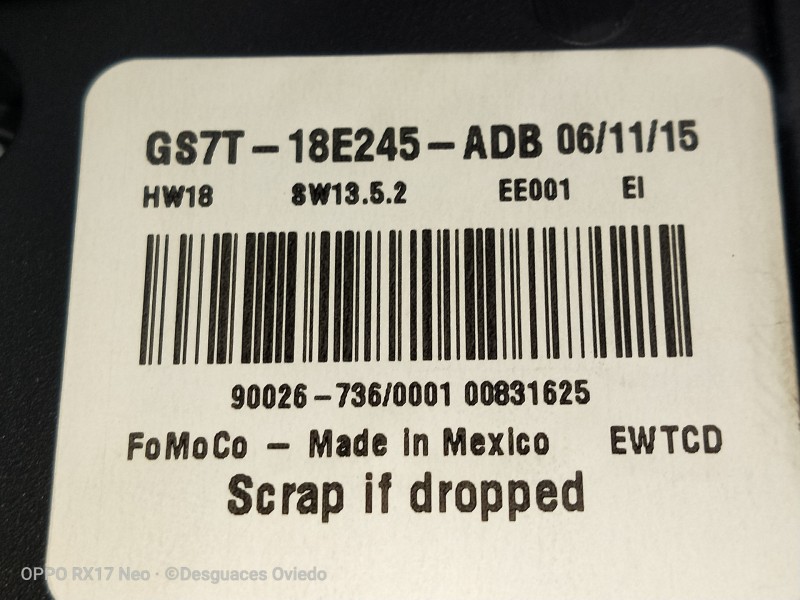 GS7T-18E245-ADB 06/11/15
HW18 SW13.5.2 EE001 EI
90026-736/0001 00831625
FoMoCo - Made in Mexico EWTCD
Scrap if dropped
OPPO RX17 Neo · ©Desguaces Oviedo